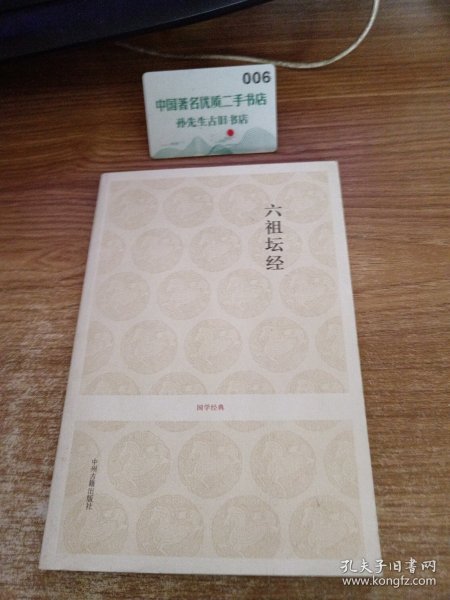 006
中国著名优质二手书店
孙先生古旧书店
六祖坛经
国学经典
中州古籍出版社
孔夫子旧书网
www.kongfz.com